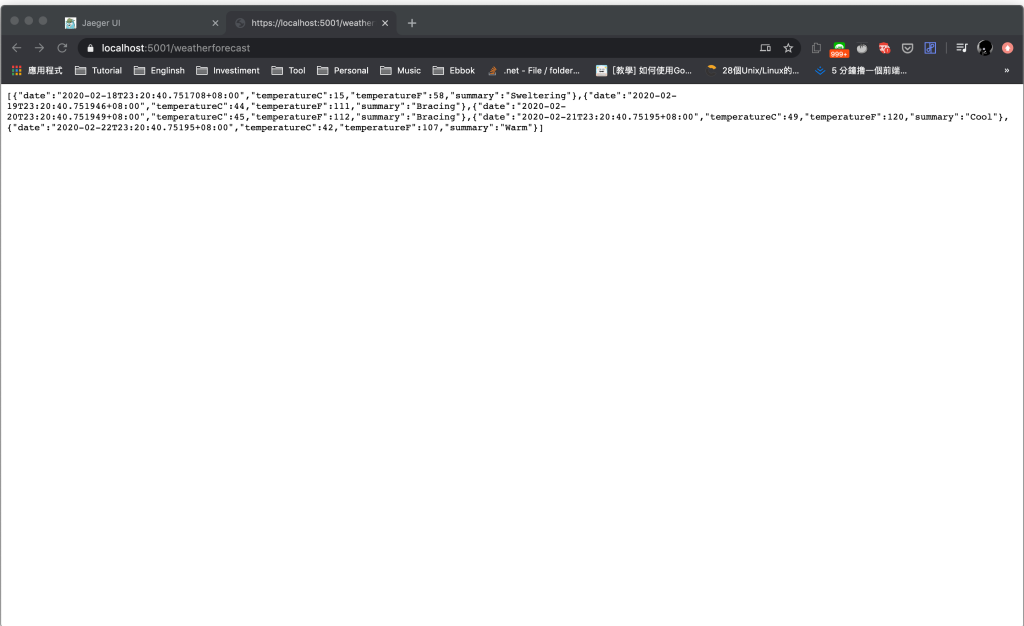 Jaeger UI
https://localhost:5001/weather
localhost:5001/weatherforecast
999+
應用程式 Tutorial Englinsh Investiment Tool Personal Music Ebbok .net - File / folder... [教學] 如何使用Go... 28個Unix/Linux的... 5 分鐘擼一個前端... »
[{"date":"2020-02-18T23:20:40.751708+08:00","temperatureC":15,"temperatureF":58,"summary":"Sweltering"},{"date":"2020-02-
19T23:20:40.751946+08:00","temperatureC":44,"temperatureF":111,"summary":"Bracing"},{"date":"2020-02-
20T23:20:40.751949+08:00","temperatureC":45,"temperatureF":112,"summary":"Bracing"},{"date":"2020-02-21T23:20:40.75195+08:00","temperatureC":49,"temperatureF":120,"summary":"Cool"},
{"date":"2020-02-22T23:20:40.75195+08:00","temperatureC":42,"temperatureF":107,"summary":"Warm"}]